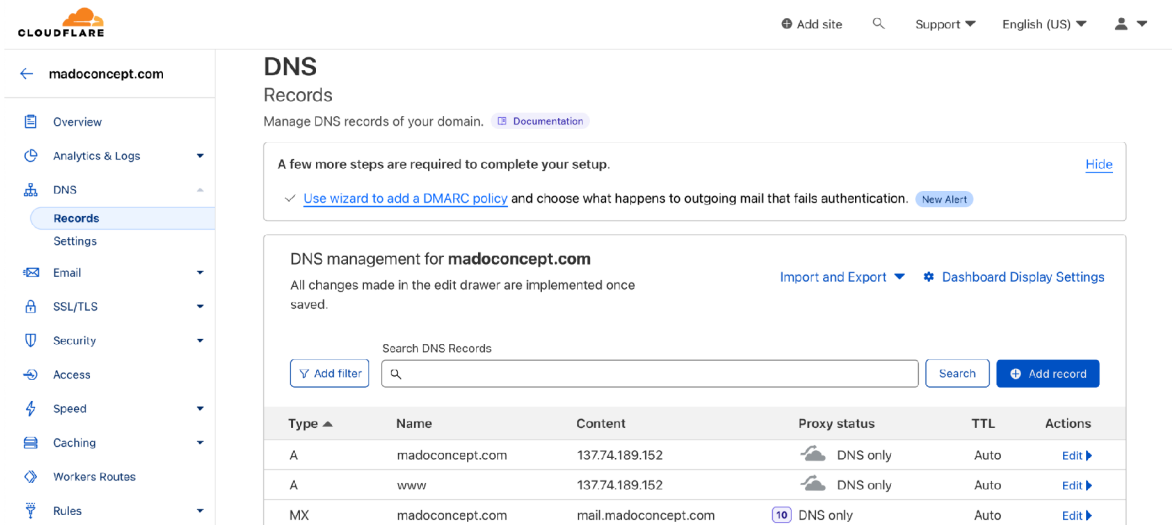 CLOUDFLARE
Add site
Support
English (US)
madoconcept.com
Overview
Analytics & Logs
DNS
Records
Settings
Email
SSL/TLS
Security
Access
Speed
Caching
Workers Routes
Rules
DNS
Records
Manage DNS records of your domain. Documentation
A few more steps are required to complete your setup. Hide
Use wizard to add a DMARC policy and choose what happens to outgoing mail that fails authentication. New Alert
DNS management for madoconcept.com
All changes made in the edit drawer are implemented once
saved.
Import and Export
Dashboard Display Settings
Search DNS Records
Add filter
Search
Add record
Type Name Content Proxy status TTL Actions
A madoconcept.com 137.74.189.152 DNS only Auto Edit
A www 137.74.189.152 DNS only Auto Edit
MX madoconcept.com mail.madoconcept.com 10 DNS only Auto Edit